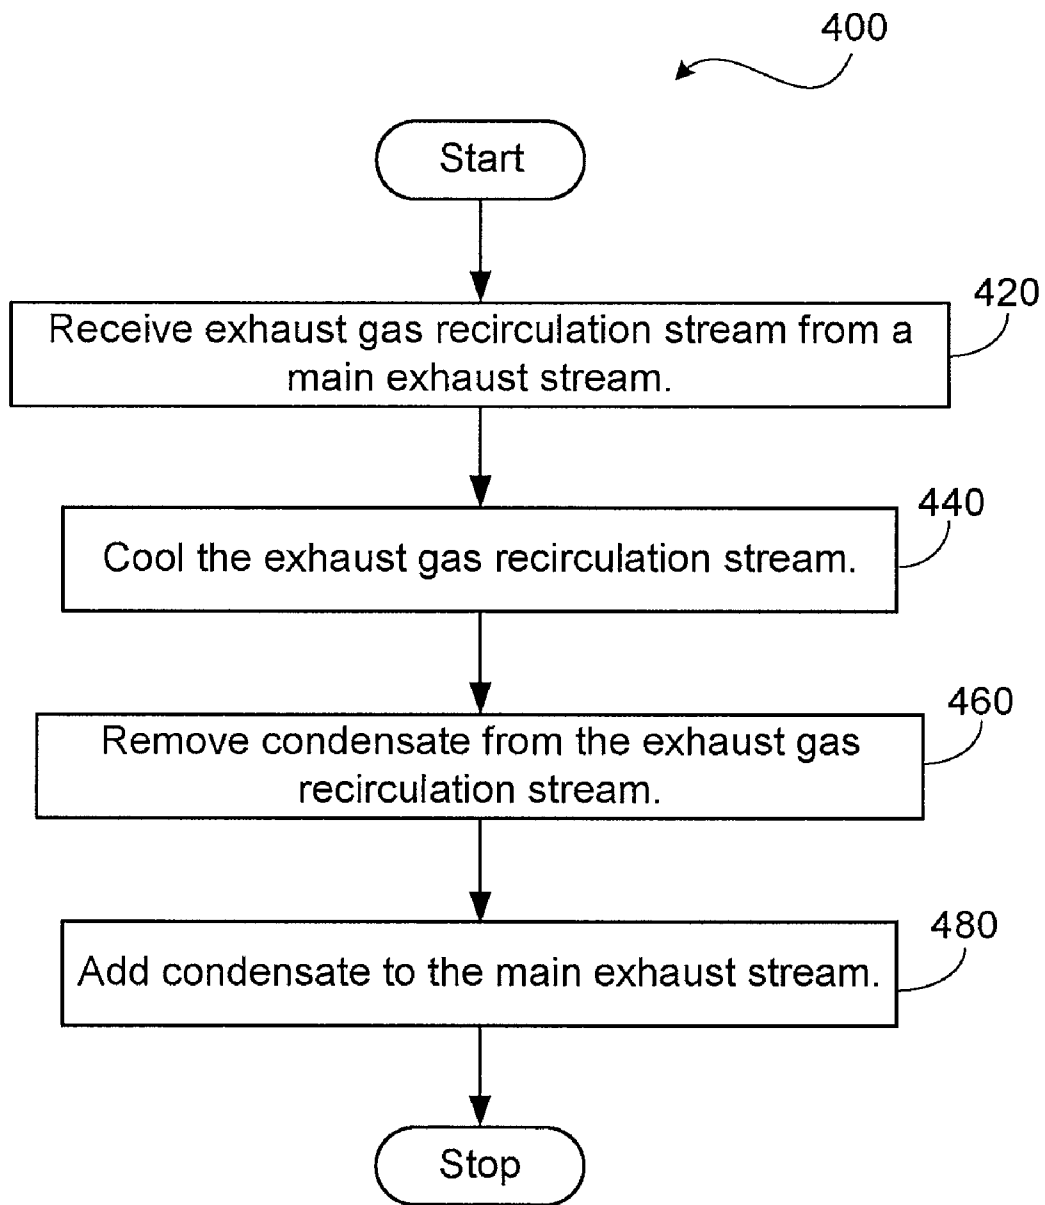 400
Start
420
Receive exhaust gas recirculation stream from a
main exhaust stream.
440
Cool the exhaust gas recirculation stream.
460
Remove condensate from the exhaust gas
recirculation stream.
480
Add condensate to the main exhaust stream.
Stop